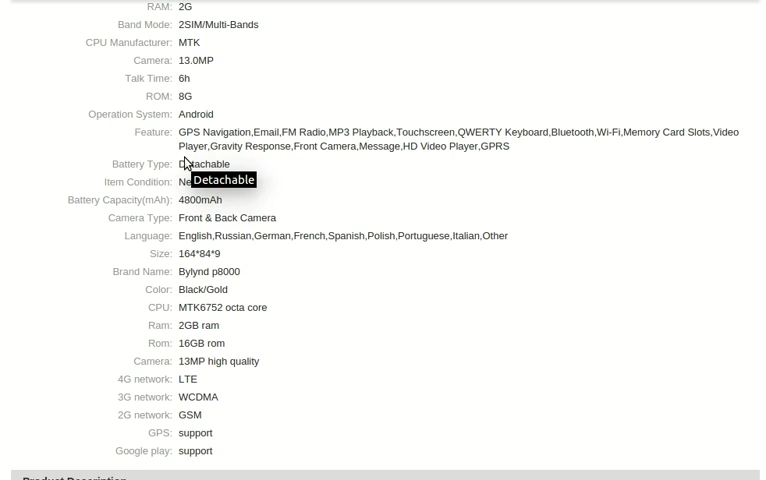 RAM: 2G
Band Mode: 2SIM/Multi-Bands
CPU Manufacturer: MTK
Camera: 13.0MP
Talk Time: 6h
ROM: 8G
Operation System: Android
Feature: GPS Navigation,Email,FM Radio,MP3 Playback,Touchscreen,QWERTY Keyboard,Bluetooth,Wi-Fi,Memory Card Slots,Video
Player,Gravity Response,Front Camera,Message,HD Video Player,GPRS
Battery Type: Detachable
Detachable
Item Condition:
Battery Capacity(mAh): 4800mAh
Camera Type: Front & Back Camera
Language: English,Russian,German,French,Spanish,Polish,Portuguese,Italian,Other
Size: 164*84*9
Brand Name: Bylynd p8000
Color: Black/Gold
CPU: MTK6752 octa core
Ram: 2GB ram
Rom: 16GB rom
Camera: 13MP high quality
4G network: LTE
3G network: WCDMA
2G network: GSM
GPS: support
Google play: support
Product Description